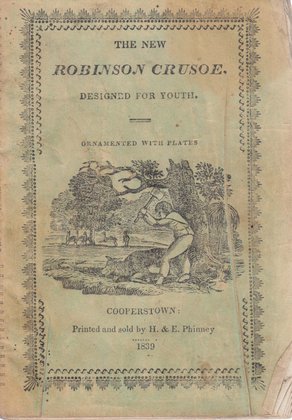 THE NEW
ROBINSON CRUSOE,
DESIGNED FOR YOUTH.
ORNAMENTED WITH PLATES
COOPERSTOWN:
Printed and sold by H. & E. Phinney
1839